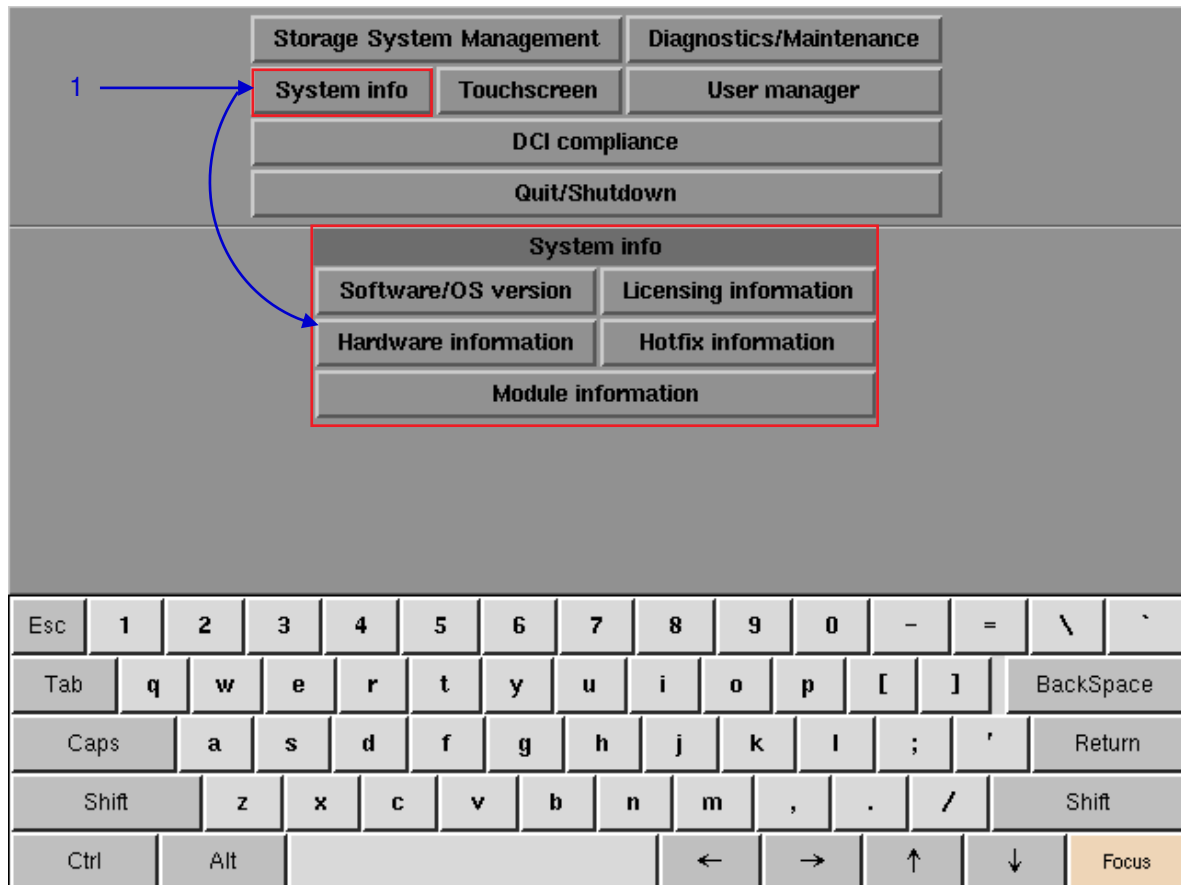 Storage System Management Diagnostics/Maintenance
1 System info Touchscreen User manager
DCI compliance
Quit/Shutdown
System info
Software/OS version Licensing information
Hardware information Hotfix information
Module information
Esc 1 2 3 4 5 6 7 8 9 0 - = \ `
Tab q w e r t y u i o p [ ] BackSpace
Caps a s d f g h j k l ; ' Return
Shift z x c v b n m , . / Shift
Ctrl Alt ← → ↑ ↓ Focus